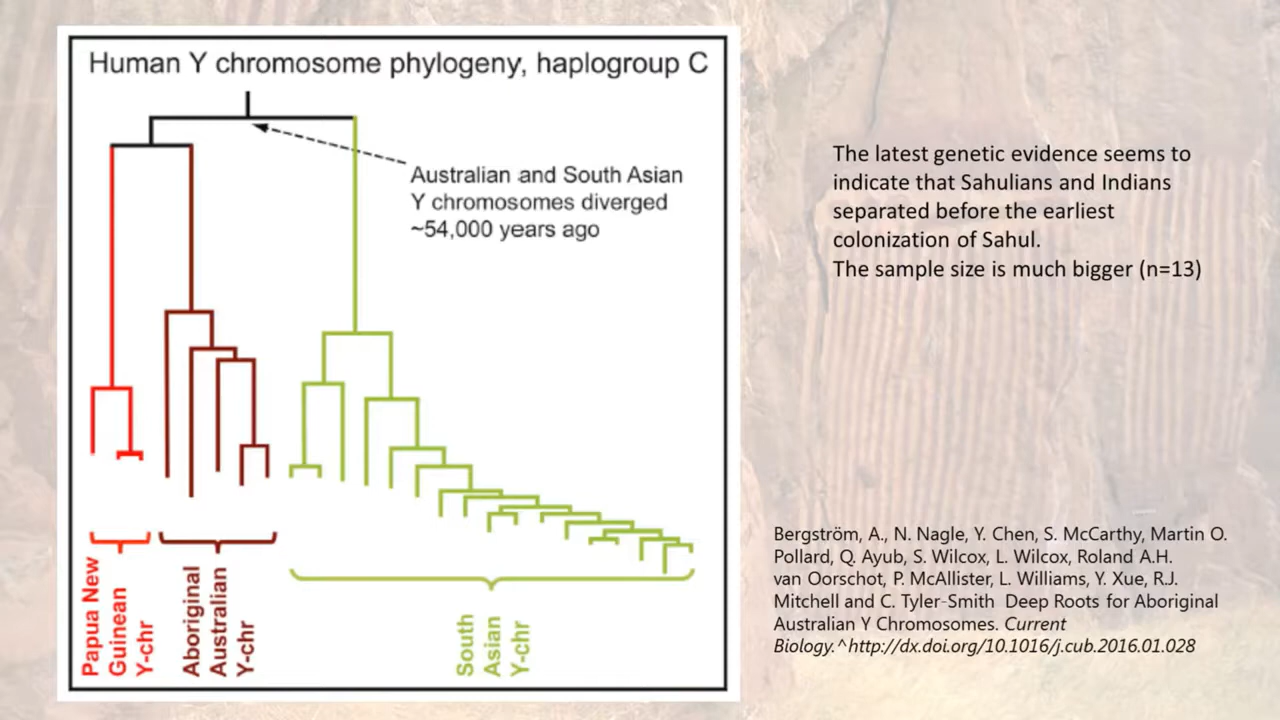 Human Y chromosome phylogeny, haplogroup C
Australian and South Asian
Y chromosomes diverged
~54,000 years ago
Papua New
Guinean
Y-chr
Aboriginal
Australian
Y-chr
South
Asian
Y-chr
The latest genetic evidence seems to
indicate that Sahulians and Indians
separated before the earliest
colonization of Sahul.
The sample size is much bigger (n=13)
Bergström, A., N. Nagle, Y. Chen, S. McCarthy, Martin O.
Pollard, Q. Ayub, S. Wilcox, L. Wilcox, Roland A.H.
van Oorschot, P. McAllister, L. Williams, Y. Xue, R.J.
Mitchell and C. Tyler-Smith  Deep Roots for Aboriginal
Australian Y Chromosomes. Current
Biology.^http://dx.doi.org/10.1016/j.cub.2016.01.028